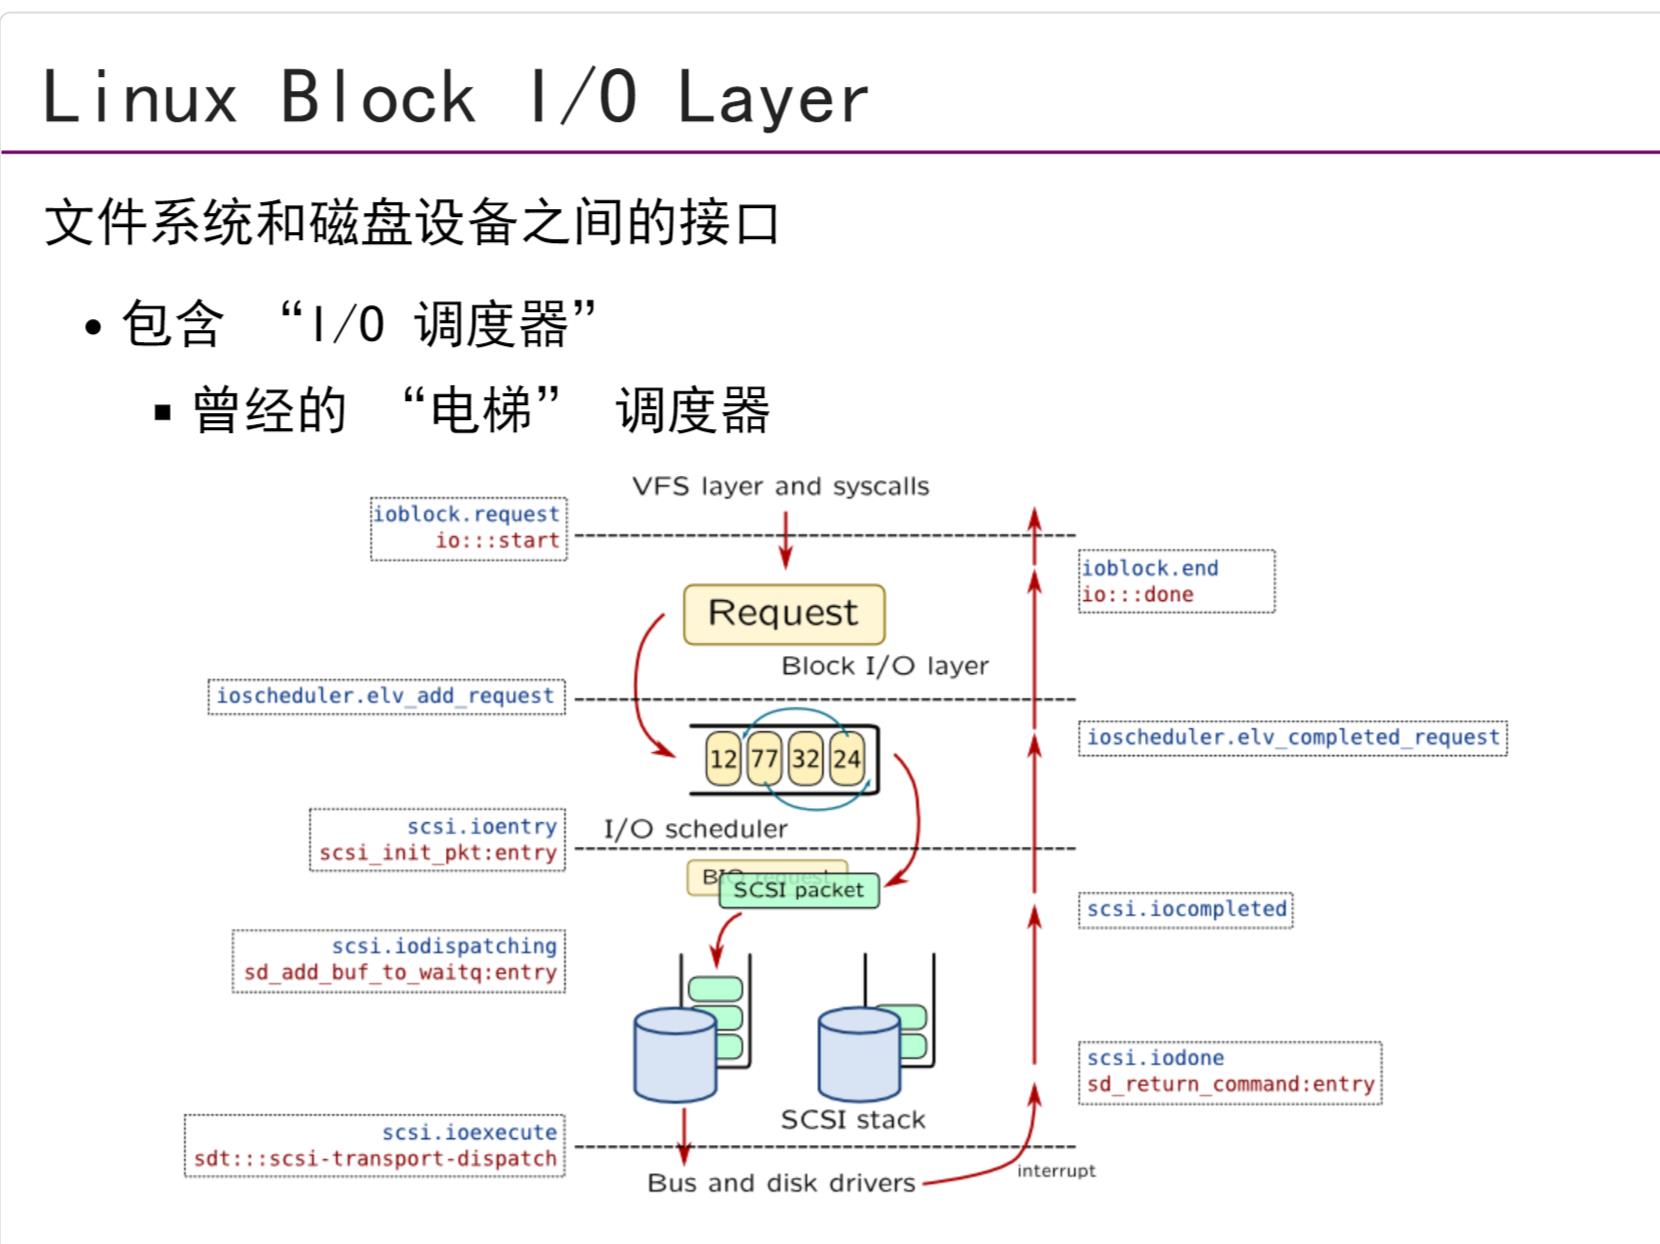 Linux Block I/O Layer
文件系统和磁盘设备之间的接口
• 包含 “I/O 调度器”
▪ 曾经的 “电梯” 调度器
VFS layer and syscalls
ioblock.request
io:::start
ioblock.end
io:::done
Request
Block I/O layer
ioscheduler.elv_add_request
ioscheduler.elv_completed_request
12 77 32 24
I/O scheduler
scsi.ioentry
scsi_init_pkt:entry
BIO request
SCSI packet
scsi.iocompleted
scsi.iodispatching
sd_add_buf_to_waitq:entry
scsi.iodone
sd_return_command:entry
SCSI stack
scsi.ioexecute
sdt:::scsi-transport-dispatch
interrupt
Bus and disk drivers